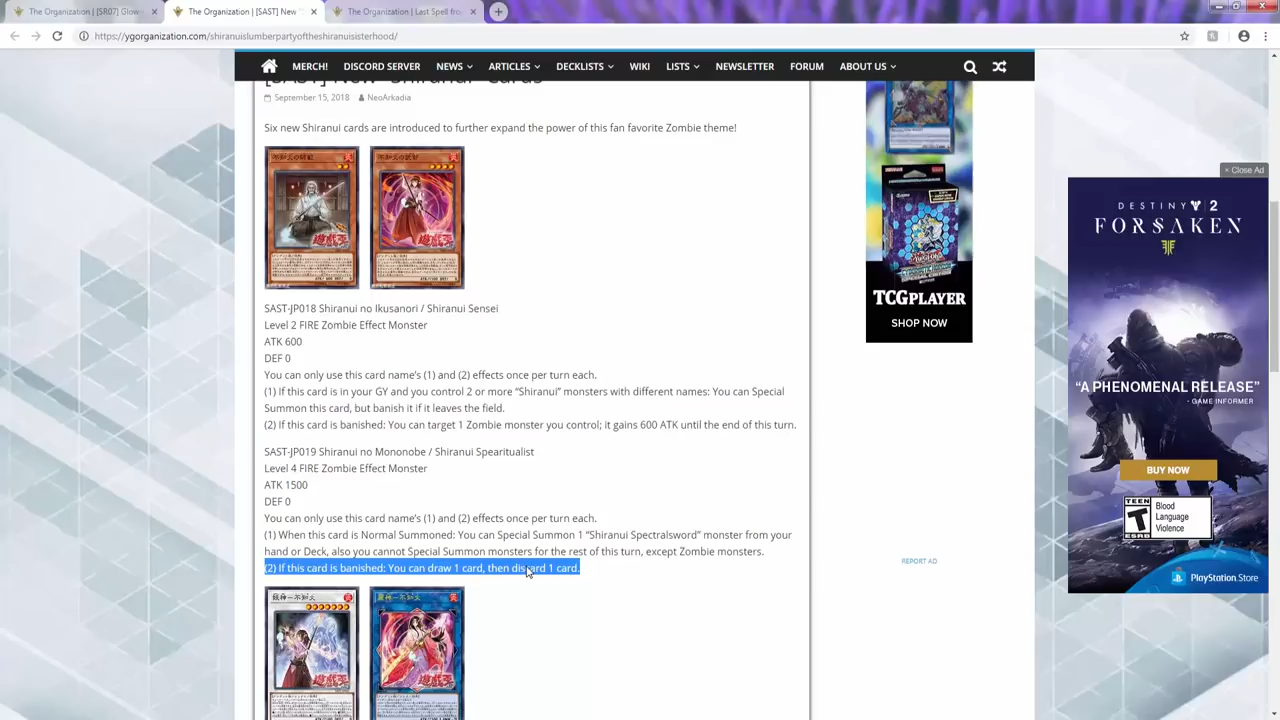 The Organization | [SR07] Glow
The Organization | [SAST] New "
The Organization | Last Spell fro
https://ygorganization.com/shiranuislumberpartyoftheshiranuisisterhood/
MERCH!
DISCORD SERVER
NEWS
ARTICLES
DECKLISTS
WIKI
LISTS
NEWSLETTER
FORUM
ABOUT US
[SAST] New "Shiranui" Cards
September 15, 2018
NeoArkadia
Six new Shiranui cards are introduced to further expand the power of this fan favorite Zombie theme!
SAST-JP018 Shiranui no Ikusanori / Shiranui Sensei
Level 2 FIRE Zombie Effect Monster
ATK 600
DEF 0
You can only use this card name’s (1) and (2) effects once per turn each.
(1) If this card is in your GY and you control 2 or more “Shiranui” monsters with different names: You can Special
Summon this card, but banish it if it leaves the field.
(2) If this card is banished: You can target 1 Zombie monster you control; it gains 600 ATK until the end of this turn.
SAST-JP019 Shiranui no Mononobe / Shiranui Spearitualist
Level 4 FIRE Zombie Effect Monster
ATK 1500
DEF 0
You can only use this card name’s (1) and (2) effects once per turn each.
(1) When this card is Normal Summoned: You can Special Summon 1 “Shiranui Spectralsword” monster from your
hand or Deck, also you cannot Special Summon monsters for the rest of this turn, except Zombie monsters.
(2) If this card is banished: You can draw 1 card, then discard 1 card.
TCGPLAYER
SHOP NOW
REPORT AD
× Close Ad
DESTINY 2
FORSAKEN
“A PHENOMENAL RELEASE”
- GAME INFORMER
BUY NOW
TEEN
T
Blood
Language
Violence
ESRB
PlayStation.Store